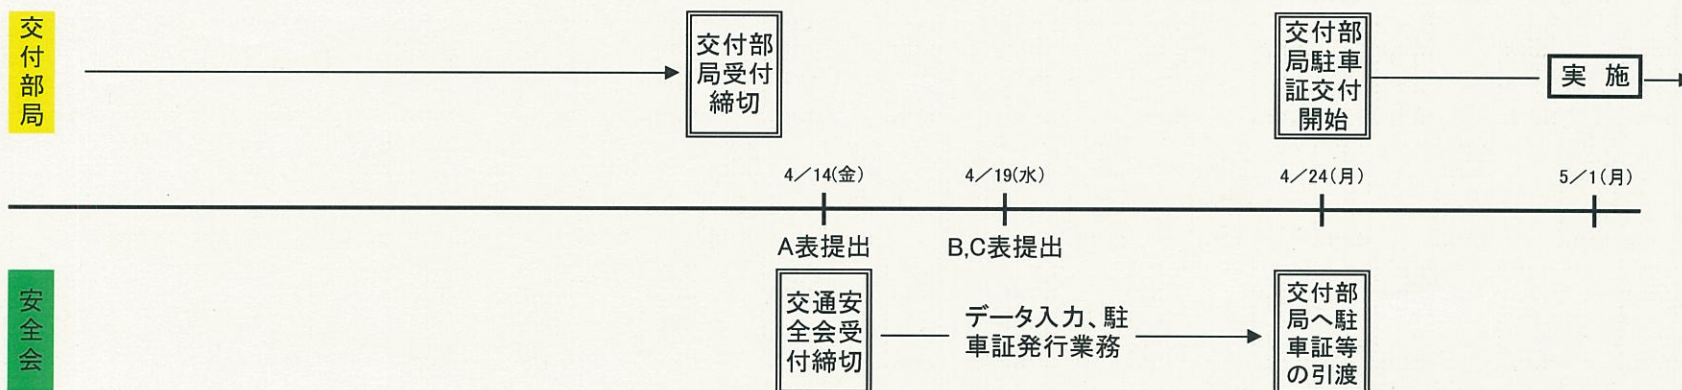 交付部局
交付部
局受付
締切
交付部
局駐車
証交付
開始
実 施
4/14(金)
4/19(水)
4/24(月)
5/1(月)
A表提出
B,C表提出
安全会
交通安
全会受
付締切
データ入力、駐
車証発行業務
交付部
局へ駐
車証等
の引渡